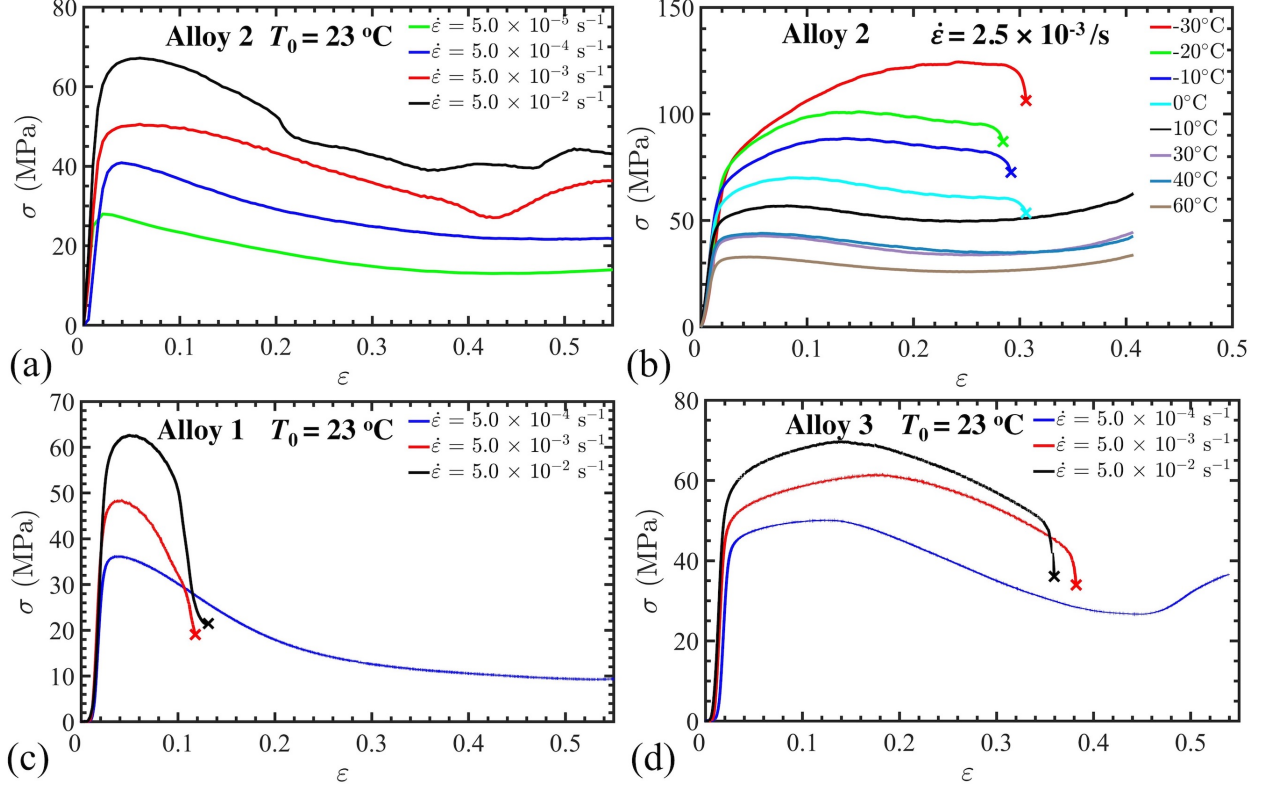 Alloy 2 T₀ = 23 °C
ε̇ = 5.0 × 10⁻⁵ s⁻¹
ε̇ = 5.0 × 10⁻⁴ s⁻¹
ε̇ = 5.0 × 10⁻³ s⁻¹
ε̇ = 5.0 × 10⁻² s⁻¹
80
60
40
20
0
σ (MPa)
0 0.1 0.2 0.3 0.4 0.5
ε
(a)
Alloy 2 ε̇ = 2.5 × 10⁻³ /s
-30°C
-20°C
-10°C
0°C
-10°C
30°C
40°C
60°C
150
100
50
0
σ (MPa)
0 0.1 0.2 0.3 0.4 0.5
ε
(b)
Alloy 1 T₀ = 23 °C
ε̇ = 5.0 × 10⁻⁴ s⁻¹
ε̇ = 5.0 × 10⁻³ s⁻¹
ε̇ = 5.0 × 10⁻² s⁻¹
70
60
50
40
30
20
10
0
σ (MPa)
0 0.1 0.2 0.3 0.4 0.5
ε
(c)
Alloy 3 T₀ = 23 °C
ε̇ = 5.0 × 10⁻⁴ s⁻¹
ε̇ = 5.0 × 10⁻³ s⁻¹
ε̇ = 5.0 × 10⁻² s⁻¹
80
60
40
20
0
σ (MPa)
0 0.1 0.2 0.3 0.4 0.5
ε
(d)